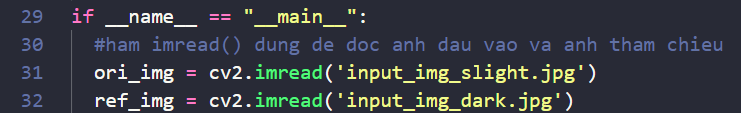 29 if __name__ == "__main__":
30 #ham imread() dung de doc anh dau vao va anh tham chieu
31 ori_img = cv2.imread('input_img_slight.jpg')
32 ref_img = cv2.imread('input_img_dark.jpg')